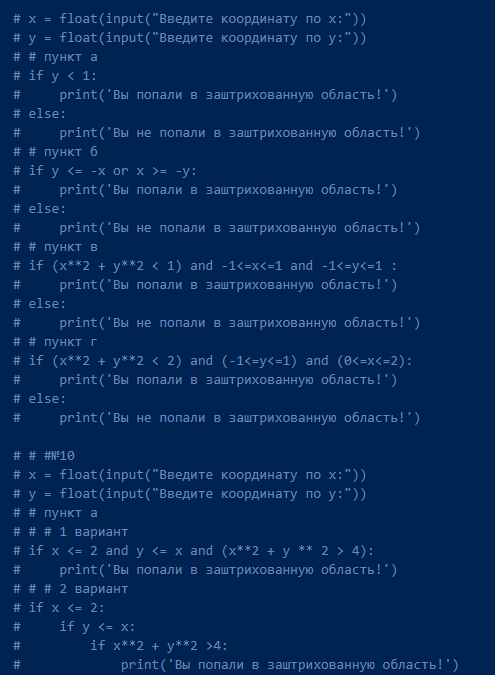 # x = float(input("Введите координату по x:"))
# y = float(input("Введите координату по y:"))
# # пункт а
# if y < 1:
#     print('Вы попали в заштрихованную область!')
# else:
#     print('Вы не попали в заштрихованную область!')
# # пункт б
# if y <= -x or x >= -y:
#     print('Вы попали в заштрихованную область!')
# else:
#     print('Вы не попали в заштрихованную область!')
# # пункт в
# if (x**2 + y**2 < 1) and -1<=x<=1 and -1<=y<=1 :
#     print('Вы попали в заштрихованную область!')
# else:
#     print('Вы не попали в заштрихованную область!')
# # пункт г
# if (x**2 + y**2 < 2) and (-1<=y<=1) and (0<=x<=2):
#     print('Вы попали в заштрихованную область!')
# else:
#     print('Вы не попали в заштрихованную область!')
# # #№10
# x = float(input("Введите координату по x:"))
# y = float(input("Введите координату по y:"))
# # пункт а
# # # 1 вариант
# if x <= 2 and y <= x and (x**2 + y ** 2 > 4):
#     print('Вы попали в заштрихованную область!')
# # # 2 вариант
# if x <= 2:
#     if y <= x:
#         if x**2 + y**2 >4:
#             print('Вы попали в заштрихованную область!')